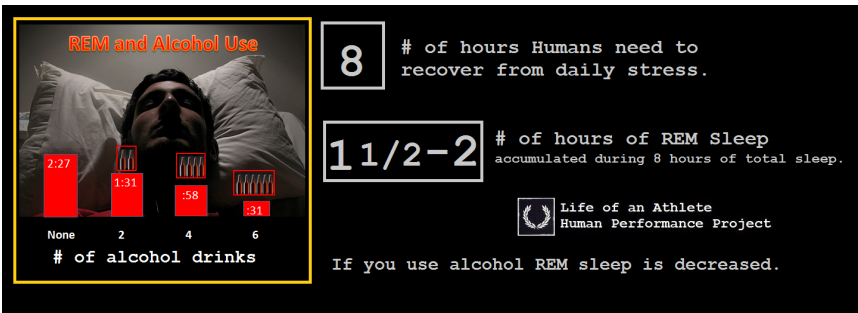 REM and Alcohol Use
2:27
1:31
:58
:31
None 2 4 6
# of alcohol drinks
8
# of hours Humans need to
recover from daily stress.
1 1/2-2
# of hours of REM Sleep
accumulated during 8 hours of total sleep.
Life of an Athlete
Human Performance Project
If you use alcohol REM sleep is decreased.